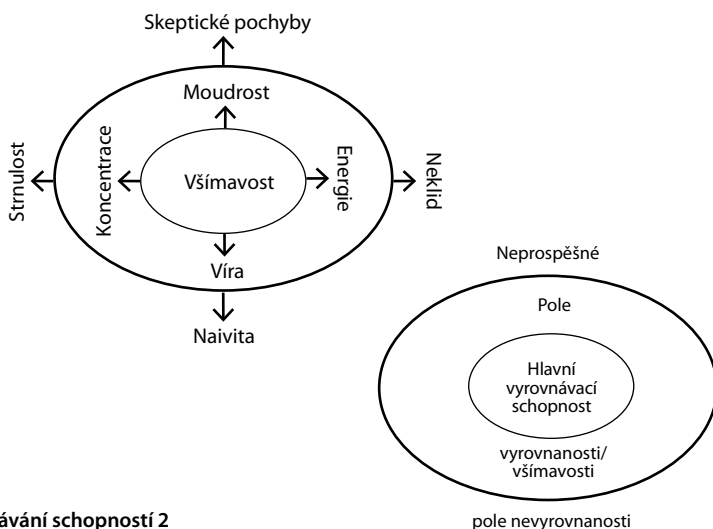 Skeptické pochyby
Moudrost
Strnulost
Koncentrace
Všímavost
Energie
Neklid
Víra
Naivita
Neprospěšné
Pole
Hlavní
vyrovnávací
schopnost
vyrovnanosti/
všímavosti
pole nevyrovnanosti
ávání schopností 2